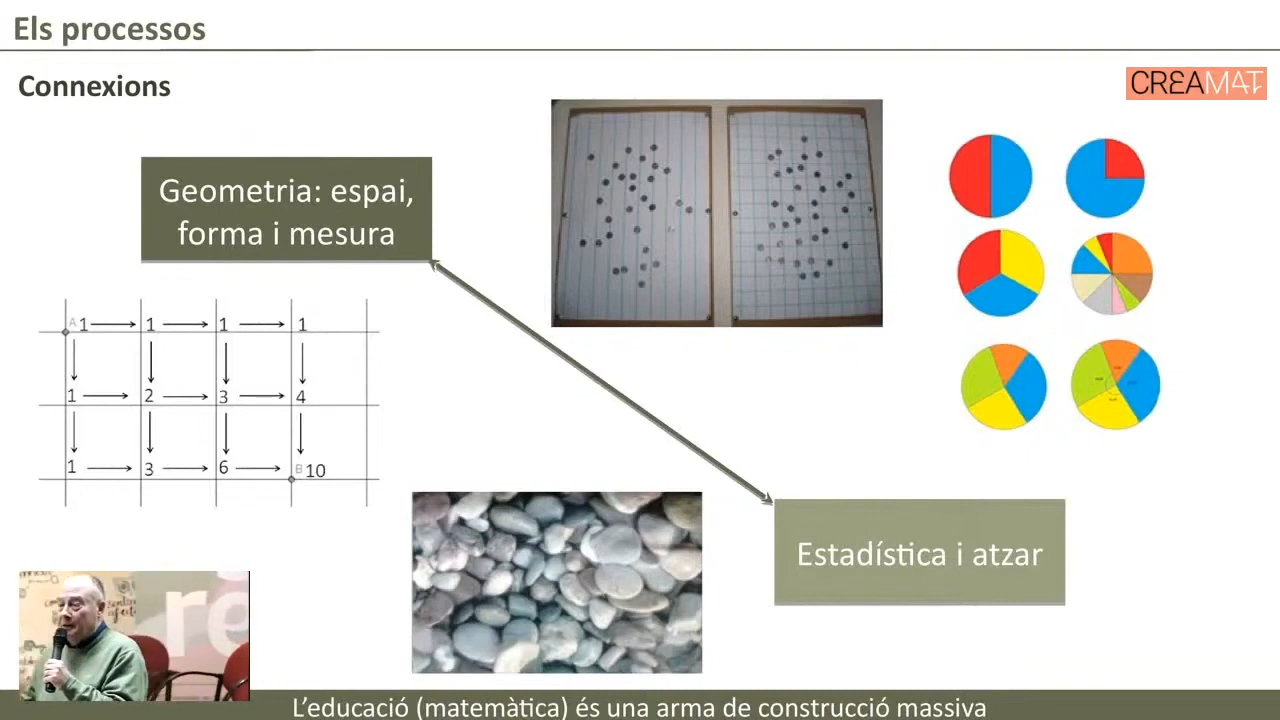 Els processos
Connexions
CREAMAT
Geometria: espai,
forma i mesura
A 1 1 1 1
1 2 3 4
1 3 6 B 10
Estadística i atzar
re
L’educació (matemàtica) és una arma de construcció massiva